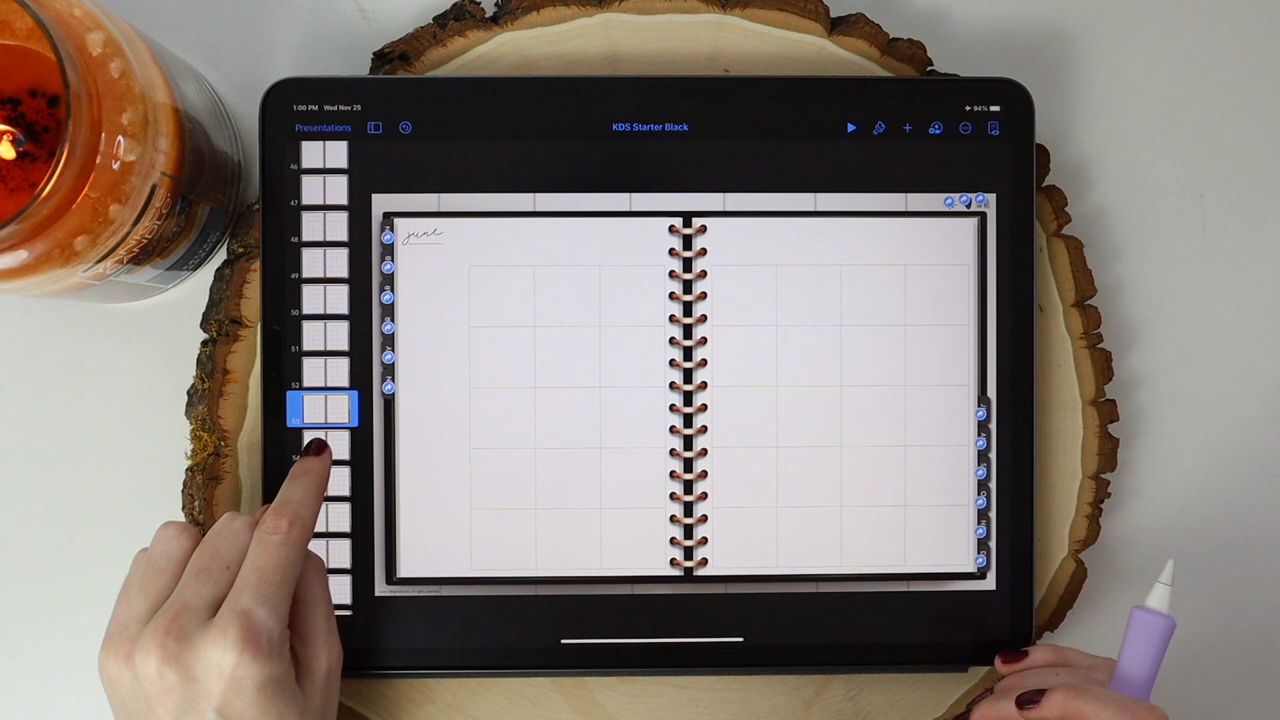 1:00 PM Wed Nov 25
94%
Presentations
KDS Starter Black
46
47
48
49
50
51
52
53
june